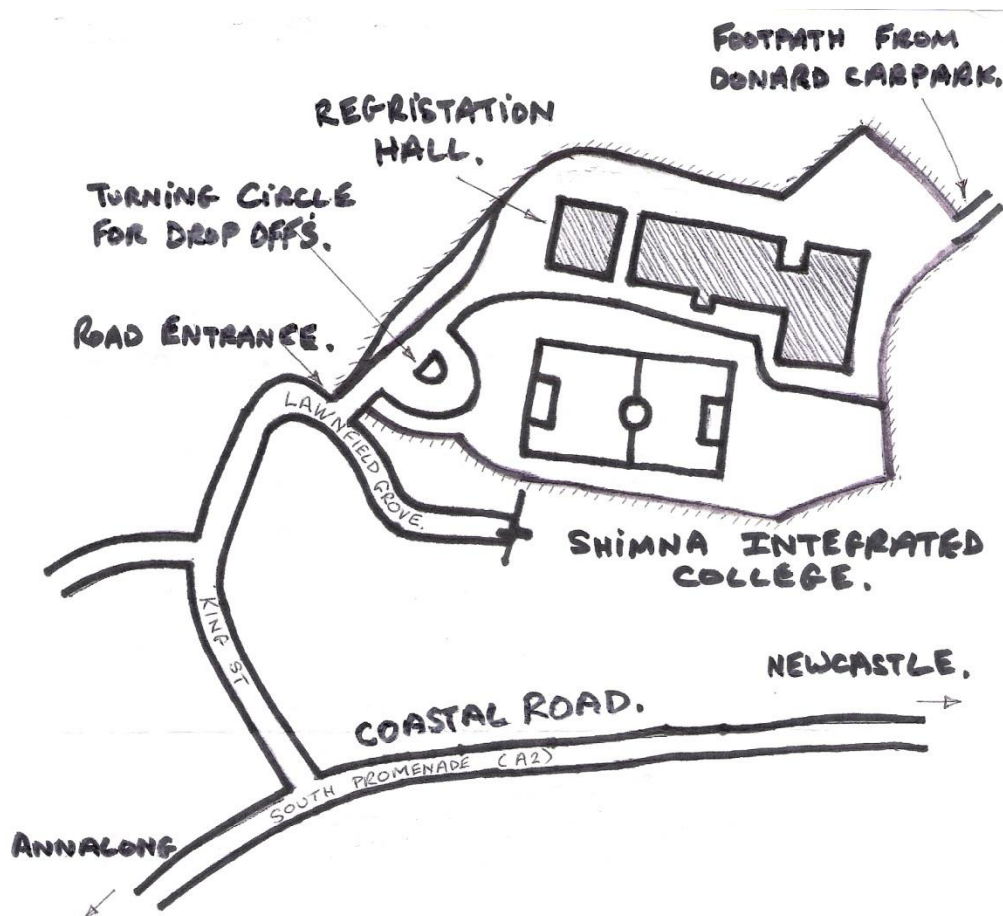 FOOTPATH FROM
DONARD CARPARK.
REGRISTATION
HALL.
TURNING CIRCLE
FOR DROP OFFS.
ROAD ENTRANCE.
LAWNFIELD GROVE.
SHIMNA INTEGRATED
COLLEGE.
KING ST
NEWCASTLE.
COASTAL ROAD.
SOUTH PROMENADE (A2)
ANNALONG